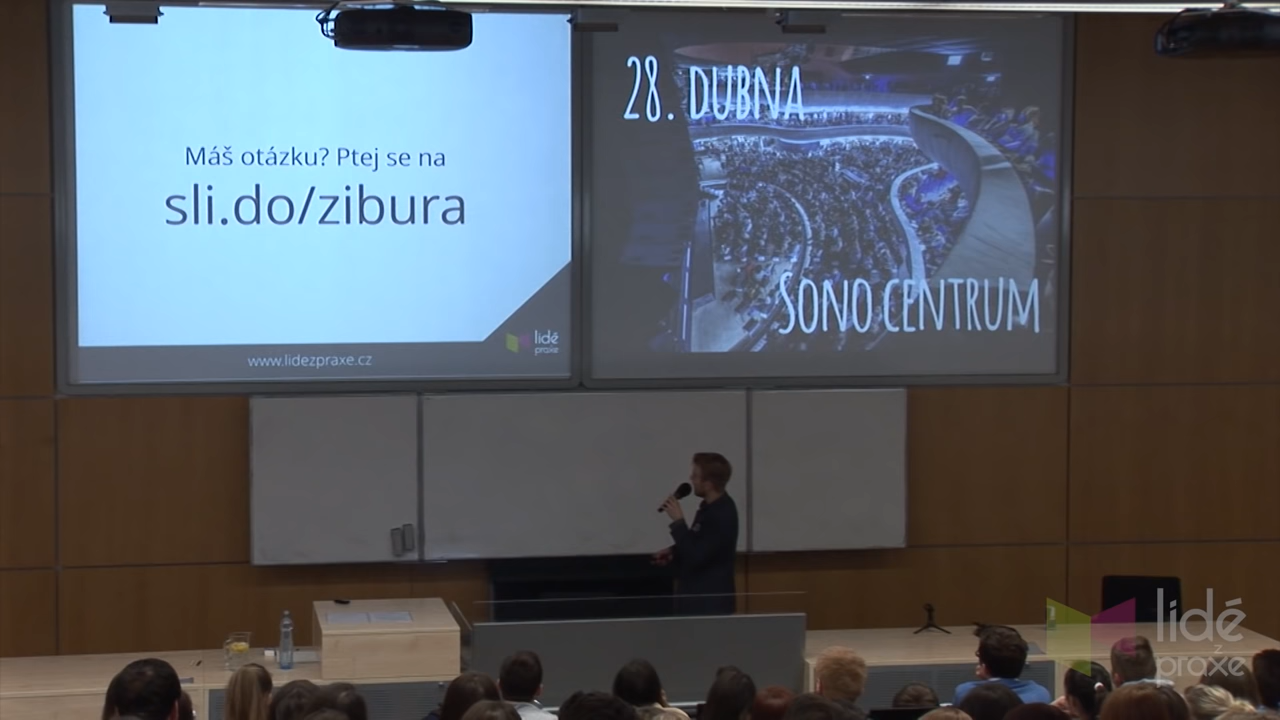 Máš otázku? Ptej se na
sli.do/zibura
www.lidezpraxe.cz
lidé
z
praxe
28. DUBNA
SONO CENTRUM
lidé
z
praxe